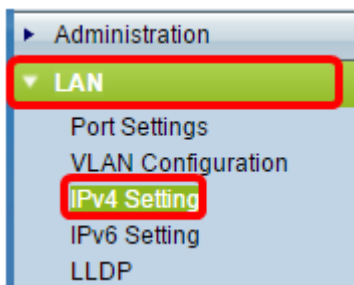 Administration
LAN
Port Settings
VLAN Configuration
IPv4 Setting
IPv6 Setting
LLDP